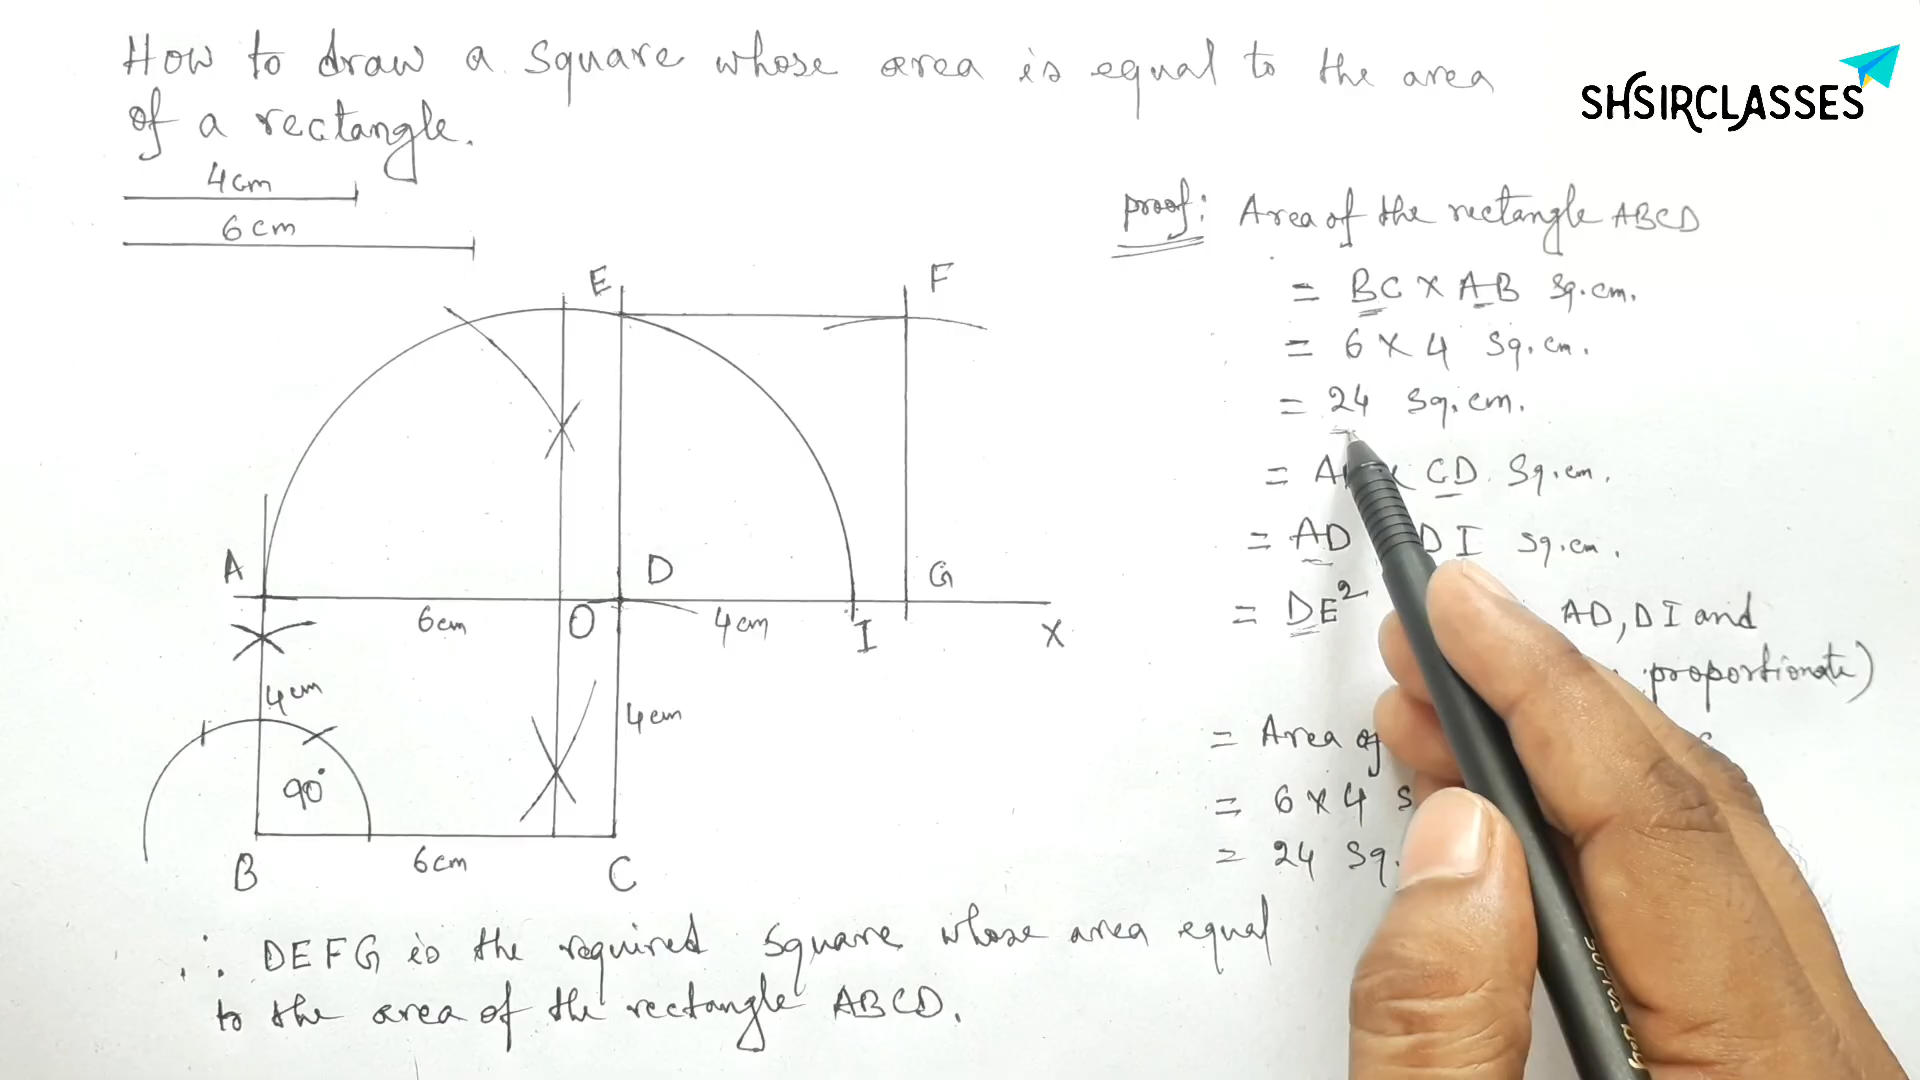 How to draw a square whose area is equal to the area
of a rectangle.
SHSIRCLASSES
4cm
6cm
E
F
A
D
G
6cm
O
4cm
I
X
4cm
4cm
90°
B
6cm
C
proof: Area of the rectangle ABCD
= BC X AB Sq.cm.
= 6 X 4 Sq.cm.
= 24 Sq.cm.
= CD Sq.cm.
= AD DI Sq.cm.
= DE² AD, DI and
proportionate)
= Area of
= 6 X 4
= 24 Sq.
∴ DEFG is the required square whose area equal
to the area of the rectangle ABCD.